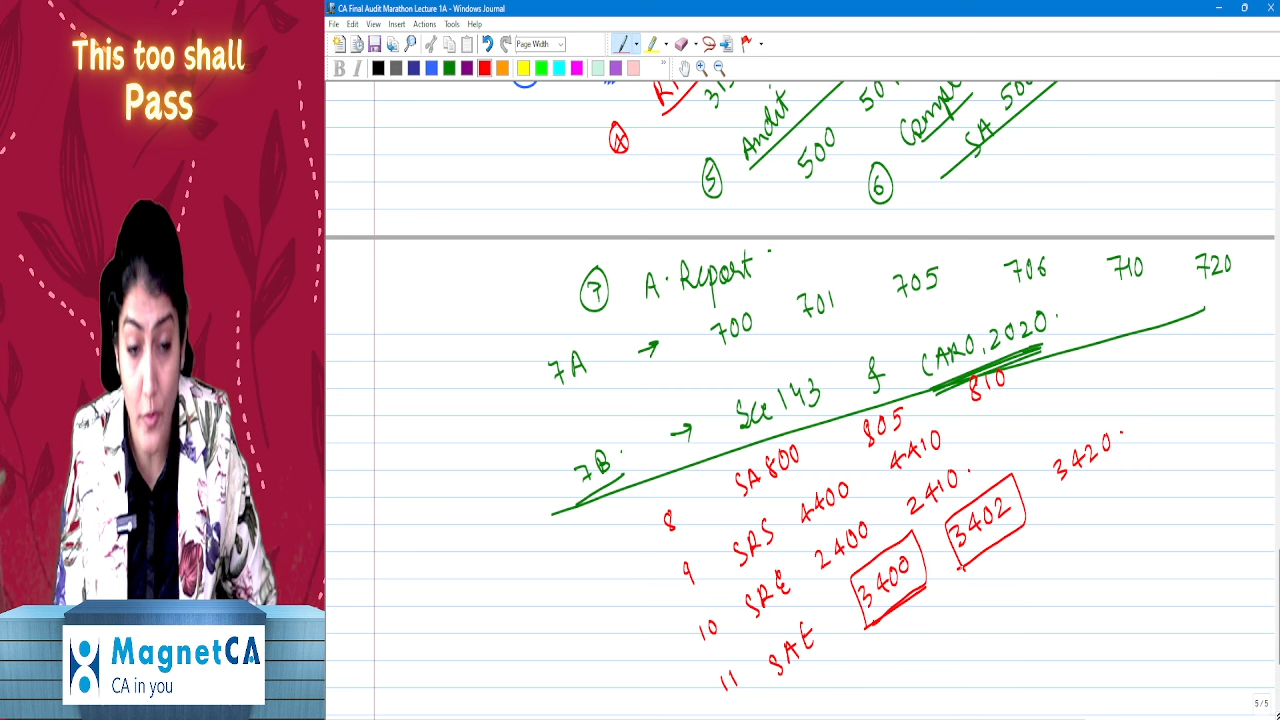 This too shall
Pass
MagnetCA
CA in you
CA Final Audit Marathon Lecture 1A - Windows Journal
File Edit View Insert Actions Tools Help
Page Width
B I
5 Audit
500
6
SA 500
7 A. Report
7A → 700 701 705 706 710 720
7B. → Sec 143 & CARO, 2020.
8 SA 800 805 810
9 SRS 4400 4410
10 SRE 2400 2410.
11 SAE 3400 3402 3420.
5 / 5